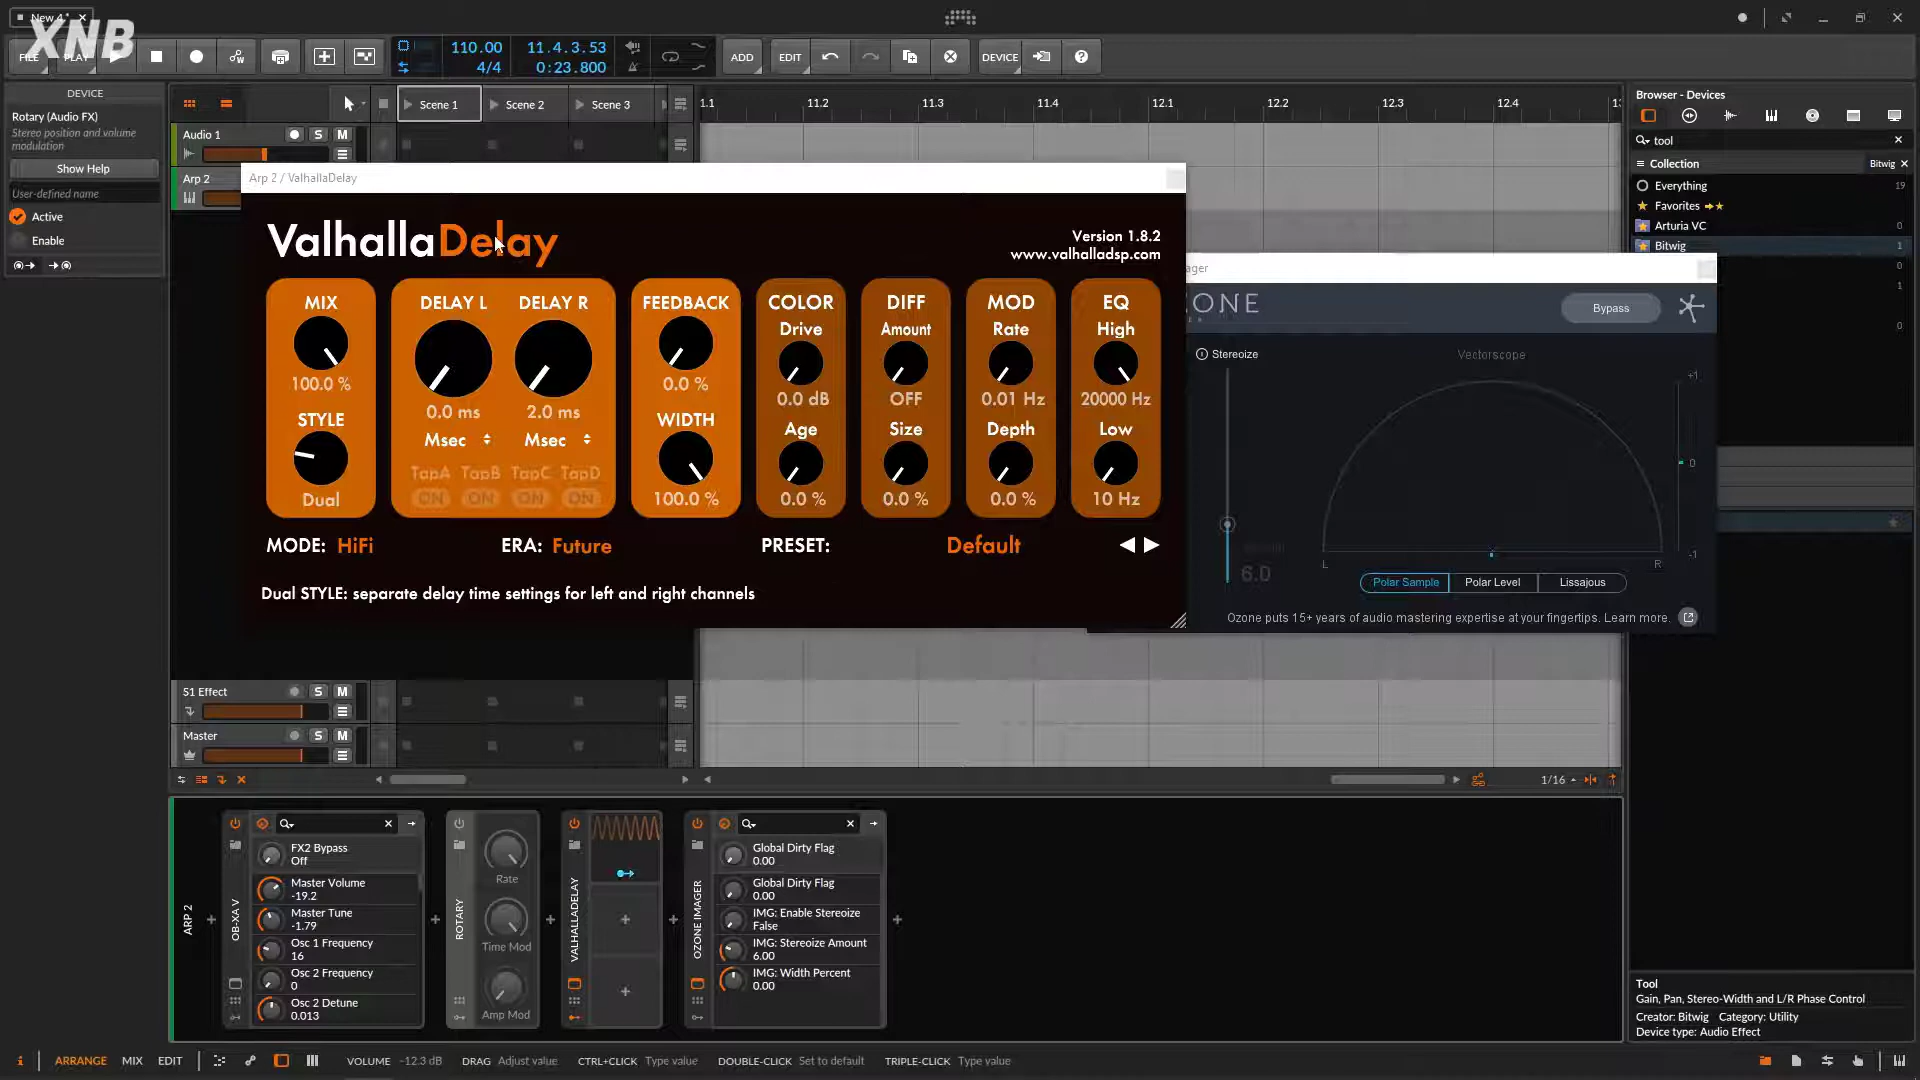 New 4*
XNB
FILE
PLAY
110.00
4/4
11.4.3.53
0:23.800
ADD
EDIT
DEVICE
DEVICE
Rotary (Audio FX)
Stereo position and volume
modulation
Show Help
User-defined name
Active
Enable
Scene 1
Scene 2
Scene 3
Audio 1
S
M
Arp 2
1.1
11.2
11.3
11.4
12.1
12.2
12.3
12.4
Arp 2 / ValhallaDelay
ValhallaDelay
Version 1.8.2
www.valhalladsp.com
MIX
100.0 %
STYLE
Dual
DELAY L
DELAY R
0.0 ms
2.0 ms
Msec
Msec
TapA
TapB
TapC
TapD
ON
ON
ON
ON
FEEDBACK
0.0 %
WIDTH
100.0 %
COLOR
Drive
0.0 dB
Age
0.0 %
DIFF
Amount
OFF
Size
0.0 %
MOD
Rate
0.01 Hz
Depth
0.0 %
EQ
High
20000 Hz
Low
10 Hz
MODE: HiFi
ERA: Future
PRESET:
Default
Dual STYLE: separate delay time settings for left and right channels
ager
ONE
Bypass
Stereoize
Vectorscope
+1
0
-1
L
R
6.0
Polar Sample
Polar Level
Lissajous
Ozone puts 15+ years of audio mastering expertise at your fingertips. Learn more.
Browser - Devices
tool
Collection
Bitwig
Everything
19
Favorites
Arturia VC
0
Bitwig
1
0
1
0
S1 Effect
S
M
Master
S
M
1/16
ARP 2
OB-XA V
FX2 Bypass
Off
Master Volume
-19.2
Master Tune
-1.79
Osc 1 Frequency
16
Osc 2 Frequency
0
Osc 2 Detune
0.013
ROTARY
Rate
Time Mod
Amp Mod
VALHALLADELAY
OZONE IMAGER
Global Dirty Flag
0.00
Global Dirty Flag
0.00
IMG: Enable Stereoize
False
IMG: Stereoize Amount
6.00
IMG: Width Percent
0.00
Tool
Gain, Pan, Stereo-Width and L/R Phase Control
Creator: Bitwig Category: Utility
Device type: Audio Effect
ARRANGE
MIX
EDIT
VOLUME -12.3 dB
DRAG Adjust value
CTRL+CLICK Type value
DOUBLE-CLICK Set to default
TRIPLE-CLICK Type value